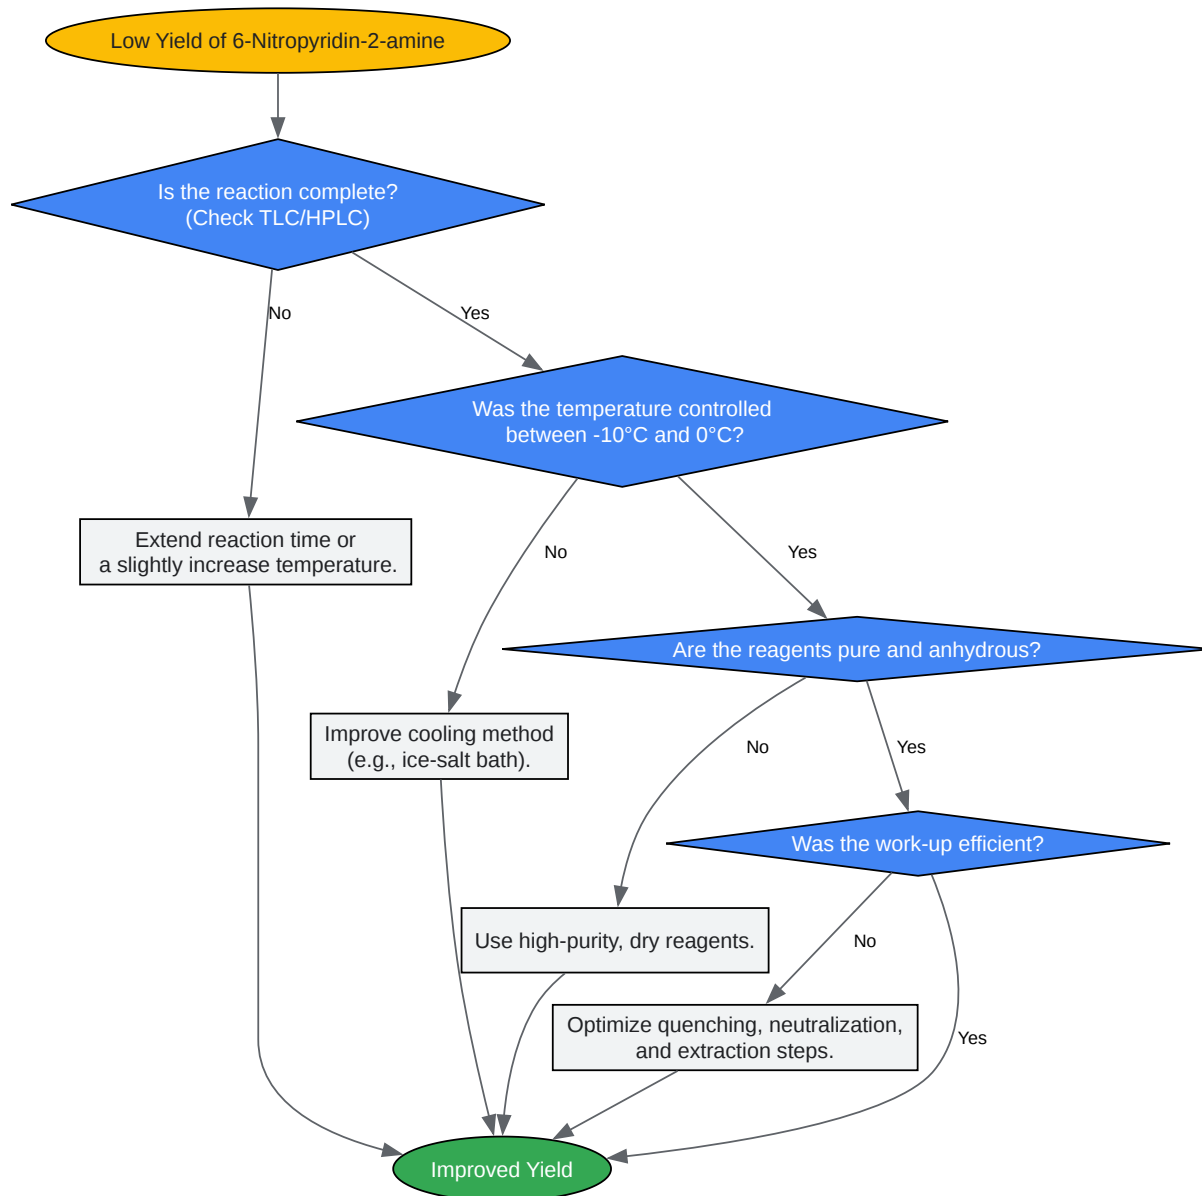 Low Yield of 6-Nitropyridin-2-amine
Is the reaction complete?
(Check TLC/HPLC)
No
Yes
Was the temperature controlled
between -10°C and 0°C?
Extend reaction time or
a slightly increase temperature.
No
Yes
Are the reagents pure and anhydrous?
Improve cooling method
(e.g., ice-salt bath).
No
Yes
Was the work-up efficient?
Use high-purity, dry reagents.
No
Optimize quenching, neutralization,
and extraction steps.
Yes
Improved Yield